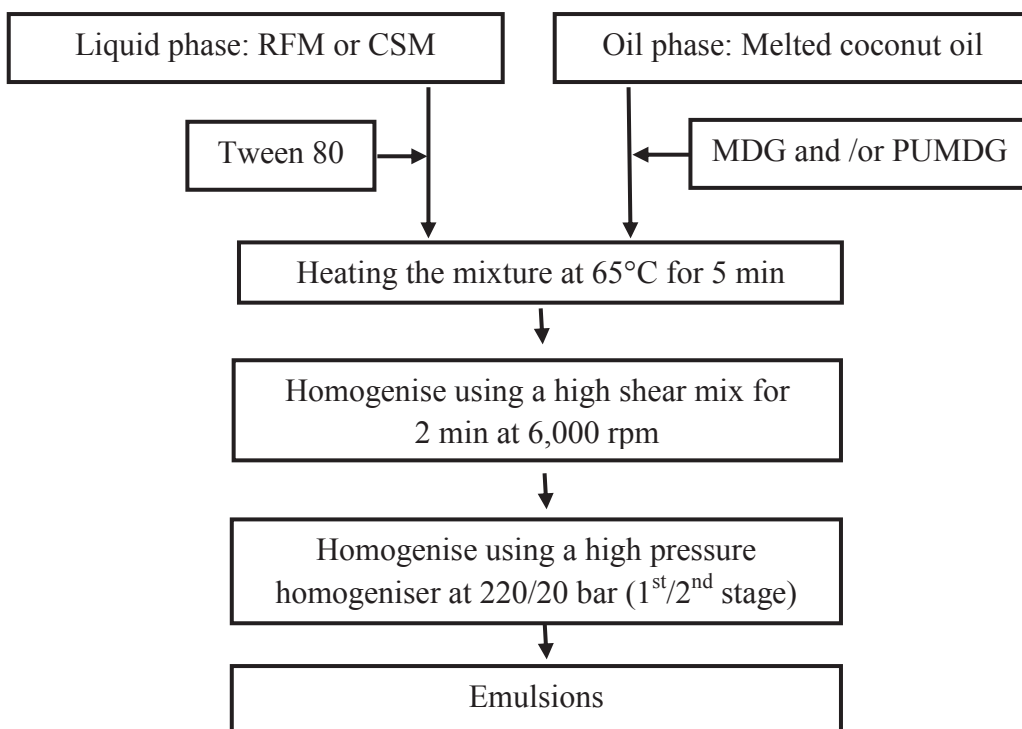 Liquid phase: RFM or CSM
Oil phase: Melted coconut oil
Tween 80
MDG and /or PUMDG
Heating the mixture at 65°C for 5 min
Homogenise using a high shear mix for
2 min at 6,000 rpm
Homogenise using a high pressure
homogeniser at 220/20 bar (1st/2nd stage)
Emulsions